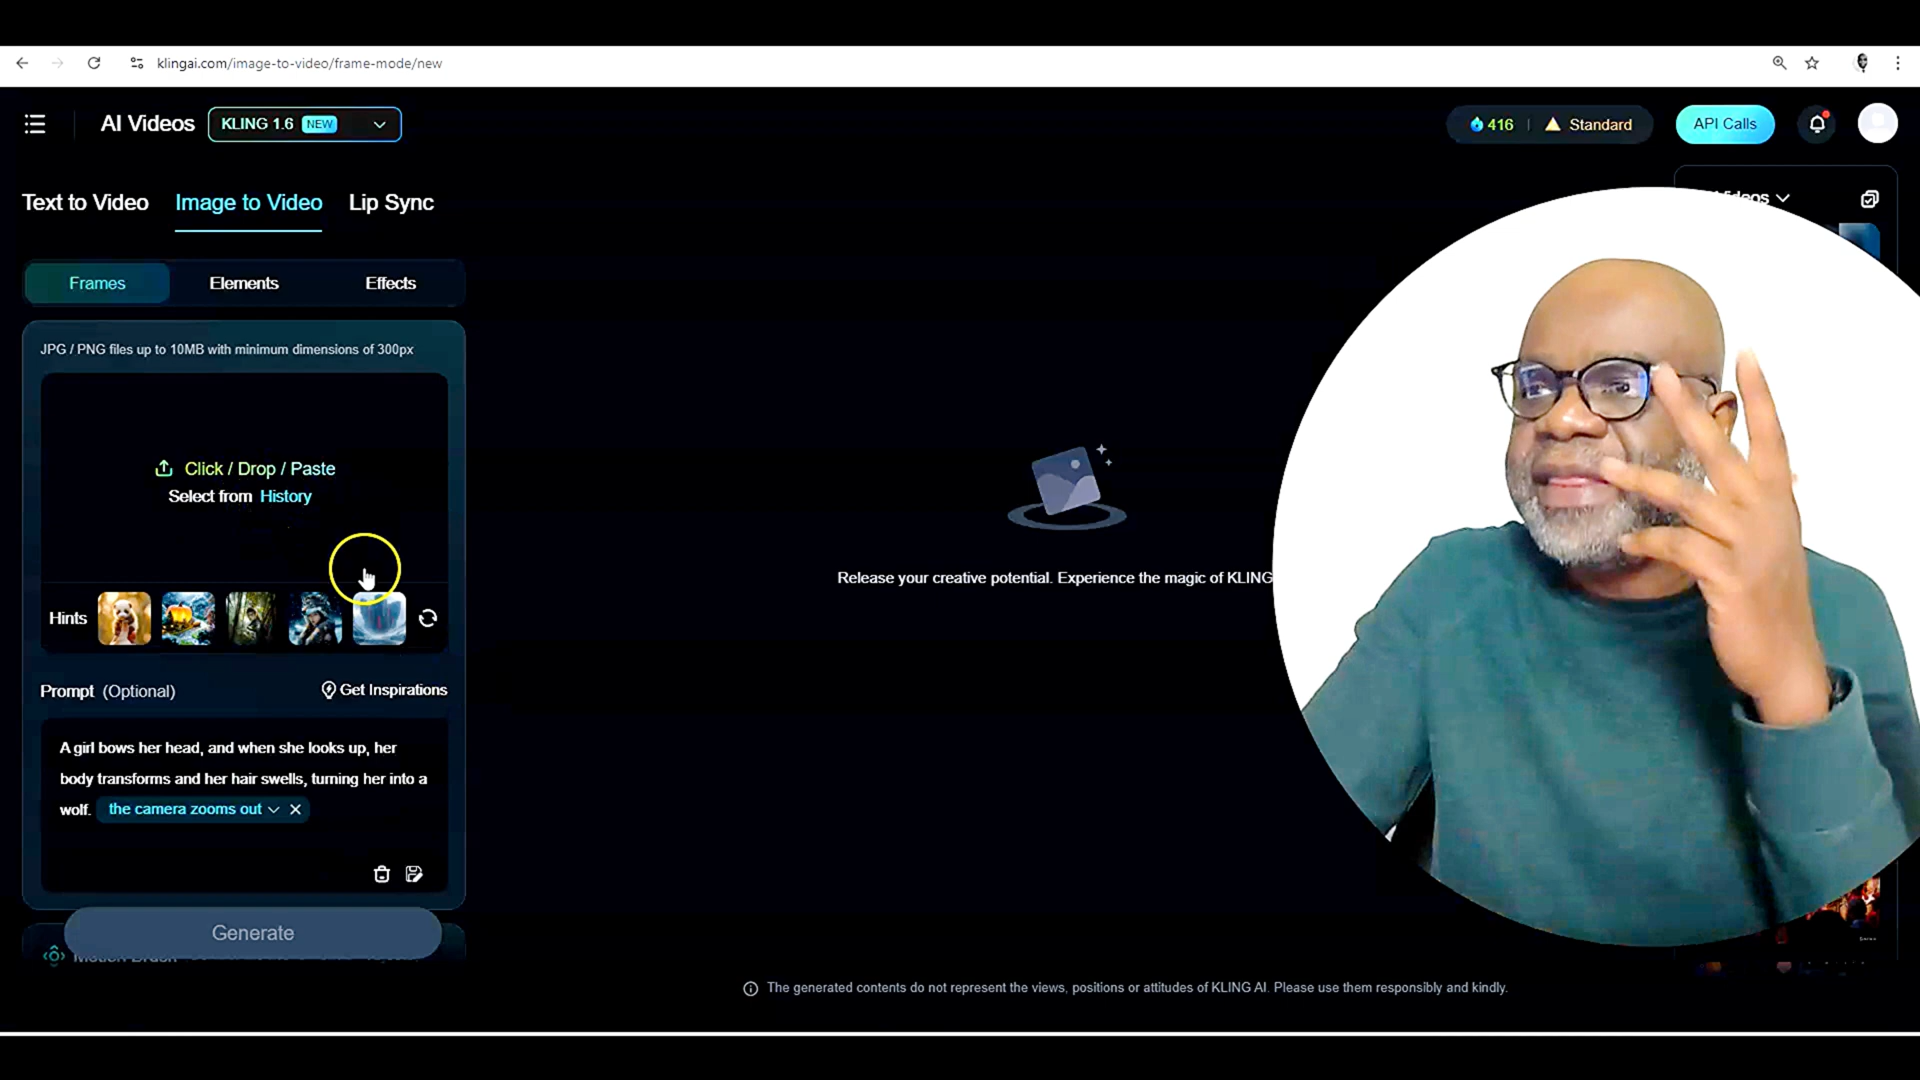 klingai.com/image-to-video/frame-mode/new
AI Videos
KLING 1.6 NEW
416 | Standard
API Calls
Text to Video
Image to Video
Lip Sync
Frames
Elements
Effects
JPG / PNG files up to 10MB with minimum dimensions of 300px
Click / Drop / Paste
Select from History
Hints
Prompt (Optional)
Get Inspirations
A girl bows her head, and when she looks up, her
body transforms and her hair swells, turning her into a
wolf. the camera zooms out
Generate
Motion Brush
Release your creative potential. Experience the magic of KLING
The generated contents do not represent the views, positions or attitudes of KLING AI. Please use them responsibly and kindly.